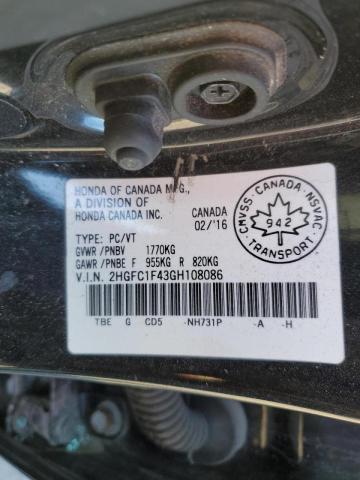 HONDA OF CANADA MFG.,
A DIVISION OF
HONDA CANADA INC.
CANADA
02/'16
TYPE: PC/VT
GVWR /PNBV 1770KG
GAWR /PNBE F 955KG R 820KG
V.I.N. 2HGFC1F43GH108086
TBE G CD5 -NH731P -A -H
CMVSS CANADA NSVAC
942
TRANSPORT